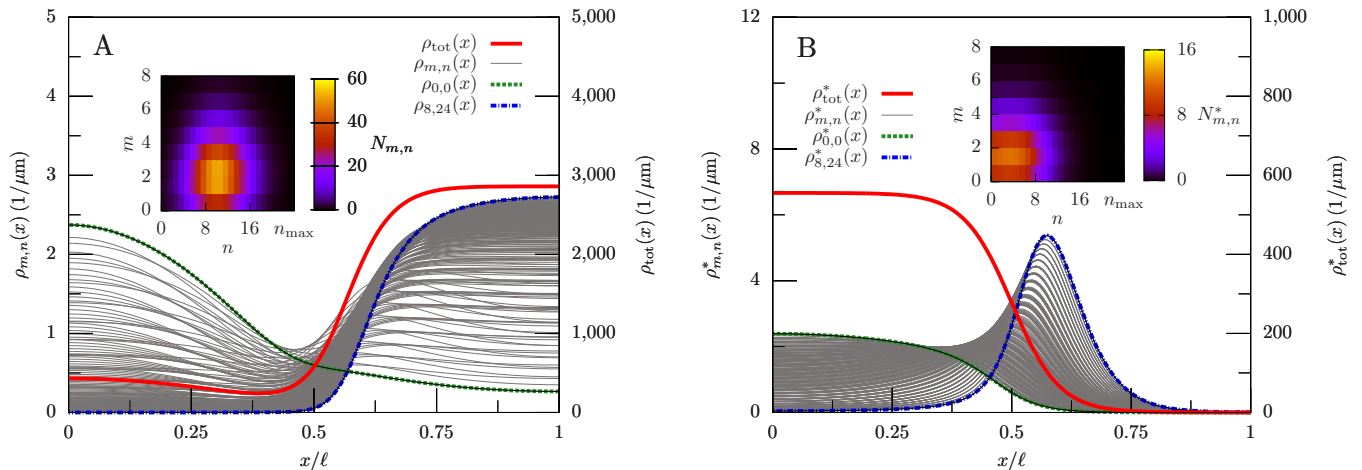 A
ρtot(x)
ρm,n(x)
ρ0,0(x)
ρ8,24(x)
5
4
3
2
1
0
ρm,n(x) (1/μm)
5,000
4,000
3,000
2,000
1,000
0
ρtot(x) (1/μm)
0 0.25 0.5 0.75 1
x/ℓ
8
6
4
2
0
m
0 8 16 nmax
n
60
40
20
0
Nm,n
B
ρ*tot(x)
ρ*m,n(x)
ρ*0,0(x)
ρ*8,24(x)
12
9
6
3
0
ρ*m,n(x) (1/μm)
1,000
800
600
400
200
0
ρ*tot(x) (1/μm)
0 0.25 0.5 0.75 1
x/ℓ
8
6
4
2
0
m
0 8 16 nmax
n
16
8
0
N*m,n